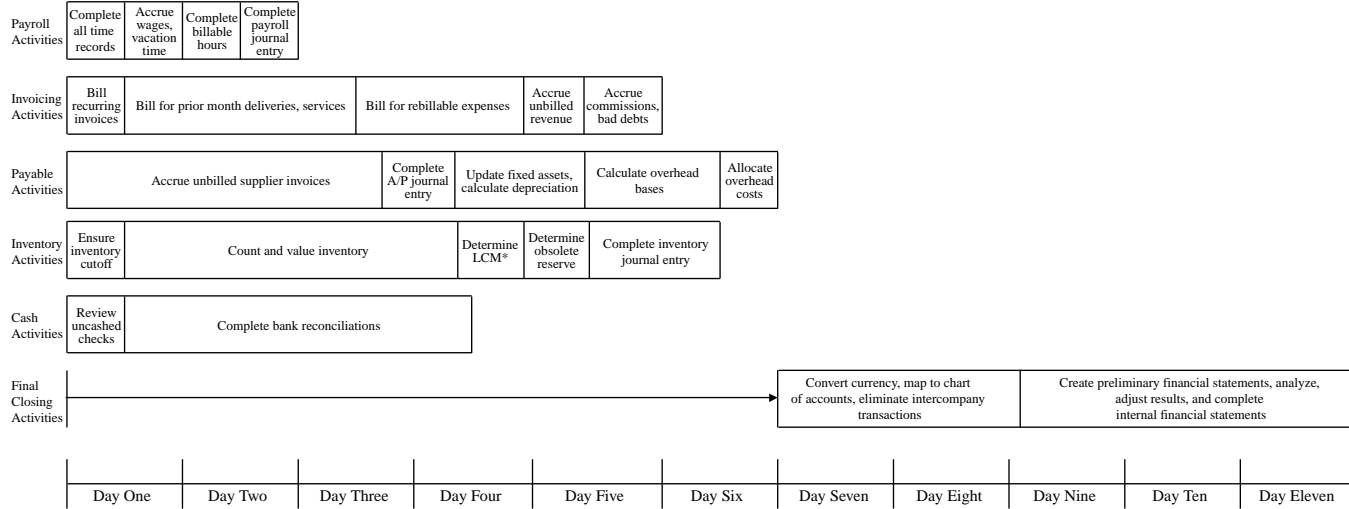 Payroll
Activities
Complete
all time
records
Accrue
wages,
vacation
time
Complete
billable
hours
Complete
payroll
journal
entry
Invoicing
Activities
Bill
recurring
invoices
Bill for prior month deliveries, services
Bill for rebillable expenses
Accrue
unbilled
revenue
Accrue
commissions,
bad debts
Payable
Activities
Accrue unbilled supplier invoices
Complete
A/P journal
entry
Update fixed assets,
calculate depreciation
Calculate overhead
bases
Allocate
overhead
costs
Inventory
Activities
Ensure
inventory
cutoff
Count and value inventory
Determine
LCM*
Determine
obsolete
reserve
Complete inventory
journal entry
Cash
Activities
Review
uncashed
checks
Complete bank reconciliations
Final
Closing
Activities
Convert currency, map to chart
of accounts, eliminate intercompany
transactions
Create preliminary financial statements, analyze,
adjust results, and complete
internal financial statements
Day One
Day Two
Day Three
Day Four
Day Five
Day Six
Day Seven
Day Eight
Day Nine
Day Ten
Day Eleven